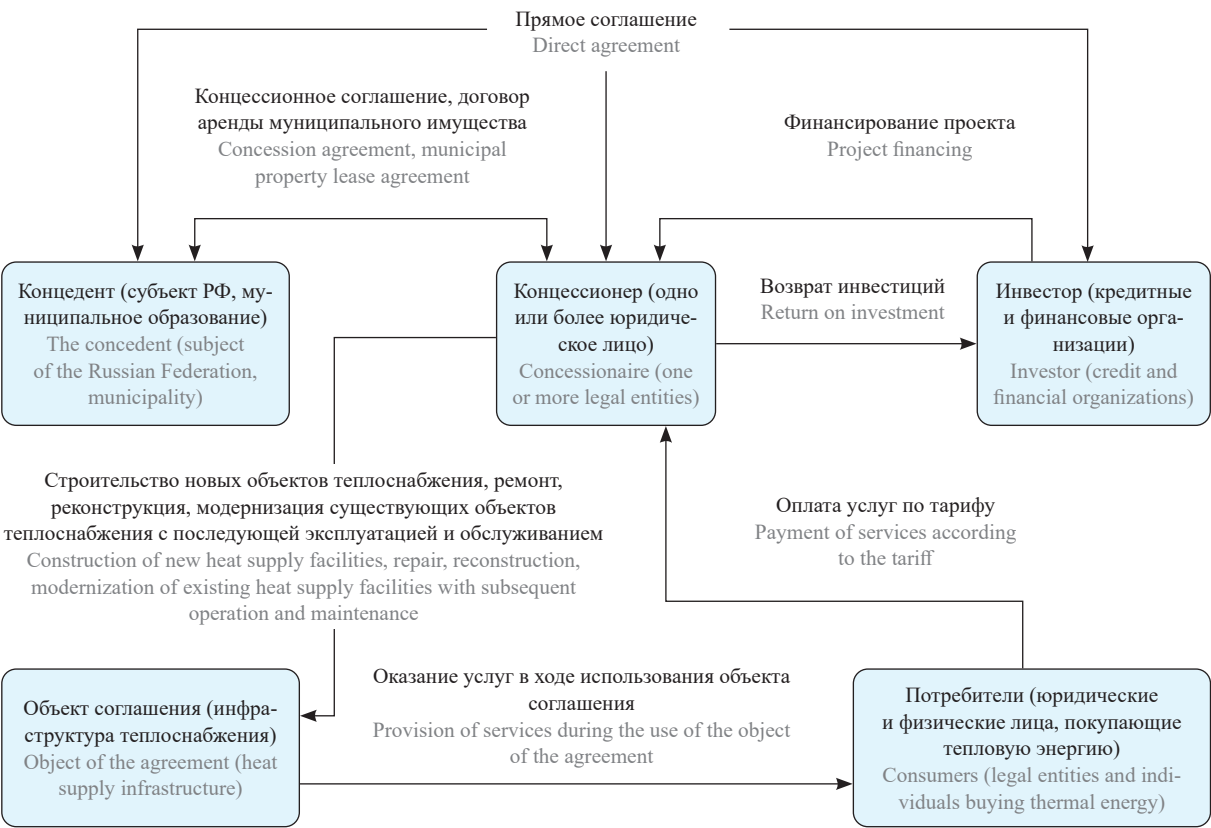 Прямое соглашение
Direct agreement
Концессионное соглашение, договор
аренды муниципального имущества
Concession agreement, municipal
property lease agreement
Финансирование проекта
Project financing
Концедент (субъект РФ, му-
ниципальное образование)
The concedent (subject
of the Russian Federation,
municipality)
Концессионер (одно
или более юридиче-
ское лицо)
Concessionaire (one
or more legal entities)
Возврат инвестиций
Return on investment
Инвестор (кредитные
и финансовые орга-
низации)
Investor (credit and
financial organizations)
Строительство новых объектов теплоснабжения, ремонт,
реконструкция, модернизация существующих объектов
теплоснабжения с последующей эксплуатацией и обслуживанием
Construction of new heat supply facilities, repair, reconstruction,
modernization of existing heat supply facilities with subsequent
operation and maintenance
Оплата услуг по тарифу
Payment of services according
to the tariff
Объект соглашения (инфра-
структура теплоснабжения)
Object of the agreement (heat
supply infrastructure)
Оказание услуг в ходе использования объекта
соглашения
Provision of services during the use of the object
of the agreement
Потребители (юридические
и физические лица, покупающие
тепловую энергию)
Consumers (legal entities and indi-
viduals buying thermal energy)